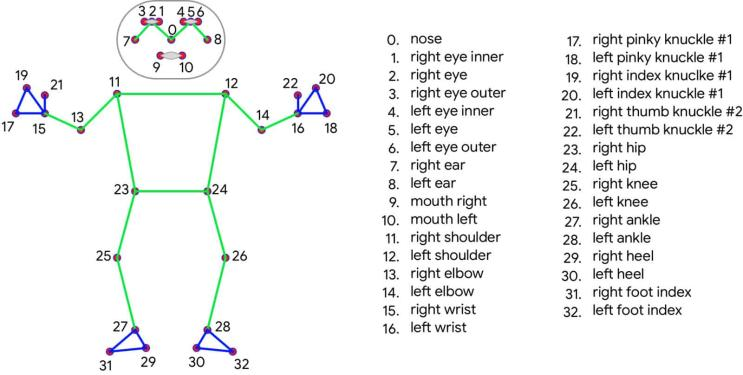 3 2 1 4 5 6
0
7 8
9 10
19 21 11 12 22 20
17 15 13 14 16 18
23 24
25 26
27 28
31 29 30 32
0. nose
1. right eye inner
2. right eye
3. right eye outer
4. left eye inner
5. left eye
6. left eye outer
7. right ear
8. left ear
9. mouth right
10. mouth left
11. right shoulder
12. left shoulder
13. right elbow
14. left elbow
15. right wrist
16. left wrist
17. right pinky knuckle #1
18. left pinky knuckle #1
19. right index knuclke #1
20. left index knuckle #1
21. right thumb knuckle #2
22. left thumb knuckle #2
23. right hip
24. left hip
25. right knee
26. left knee
27. right ankle
28. left ankle
29. right heel
30. left heel
31. right foot index
32. left foot index